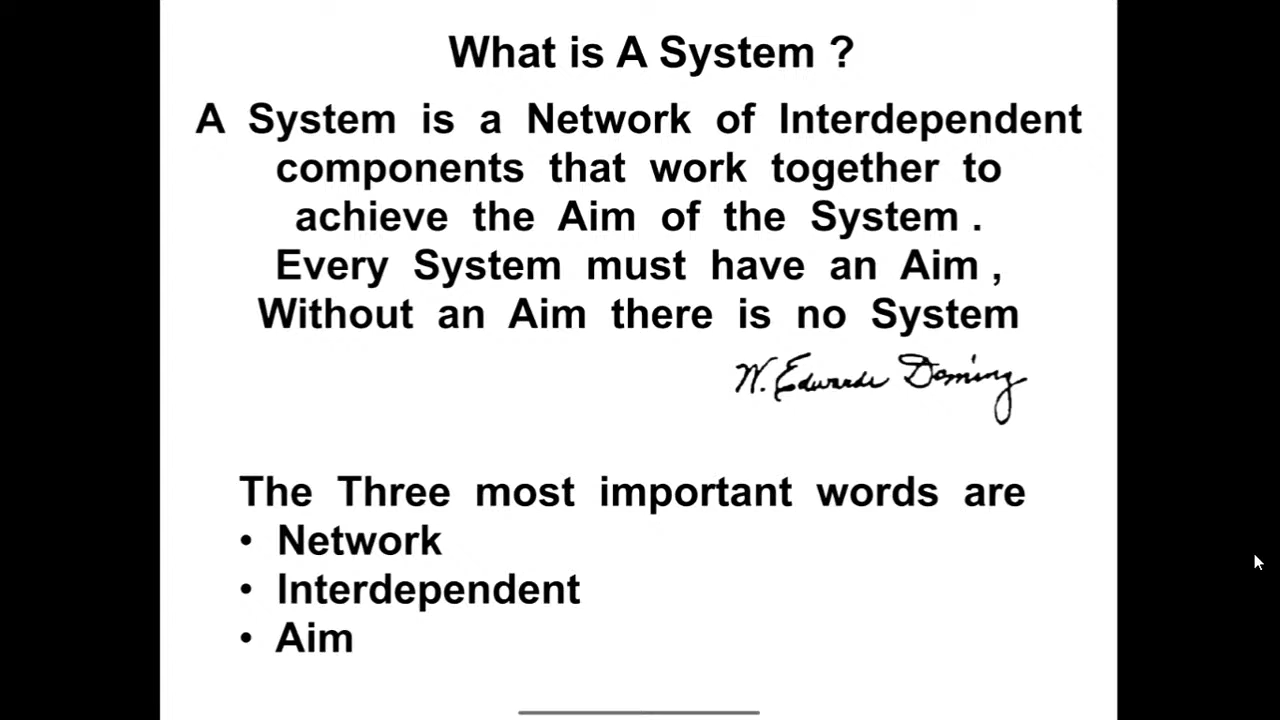 What is A System ?
A System is a Network of Interdependent
components that work together to
achieve the Aim of the System .
Every System must have an Aim ,
Without an Aim there is no System
W. Edwards Deming
The Three most important words are
• Network
• Interdependent
• Aim